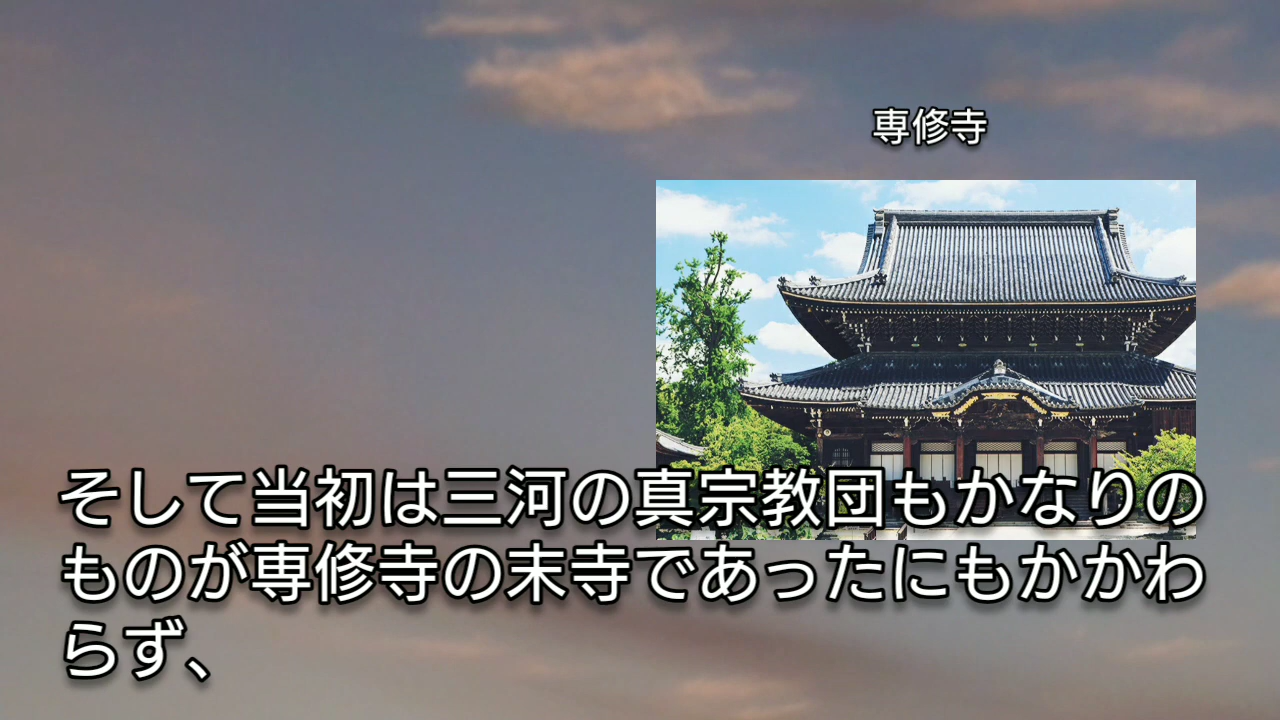 専修寺
そして当初は三河の真宗教団もかなりの
ものが専修寺の末寺であったにもかかわ
らず、